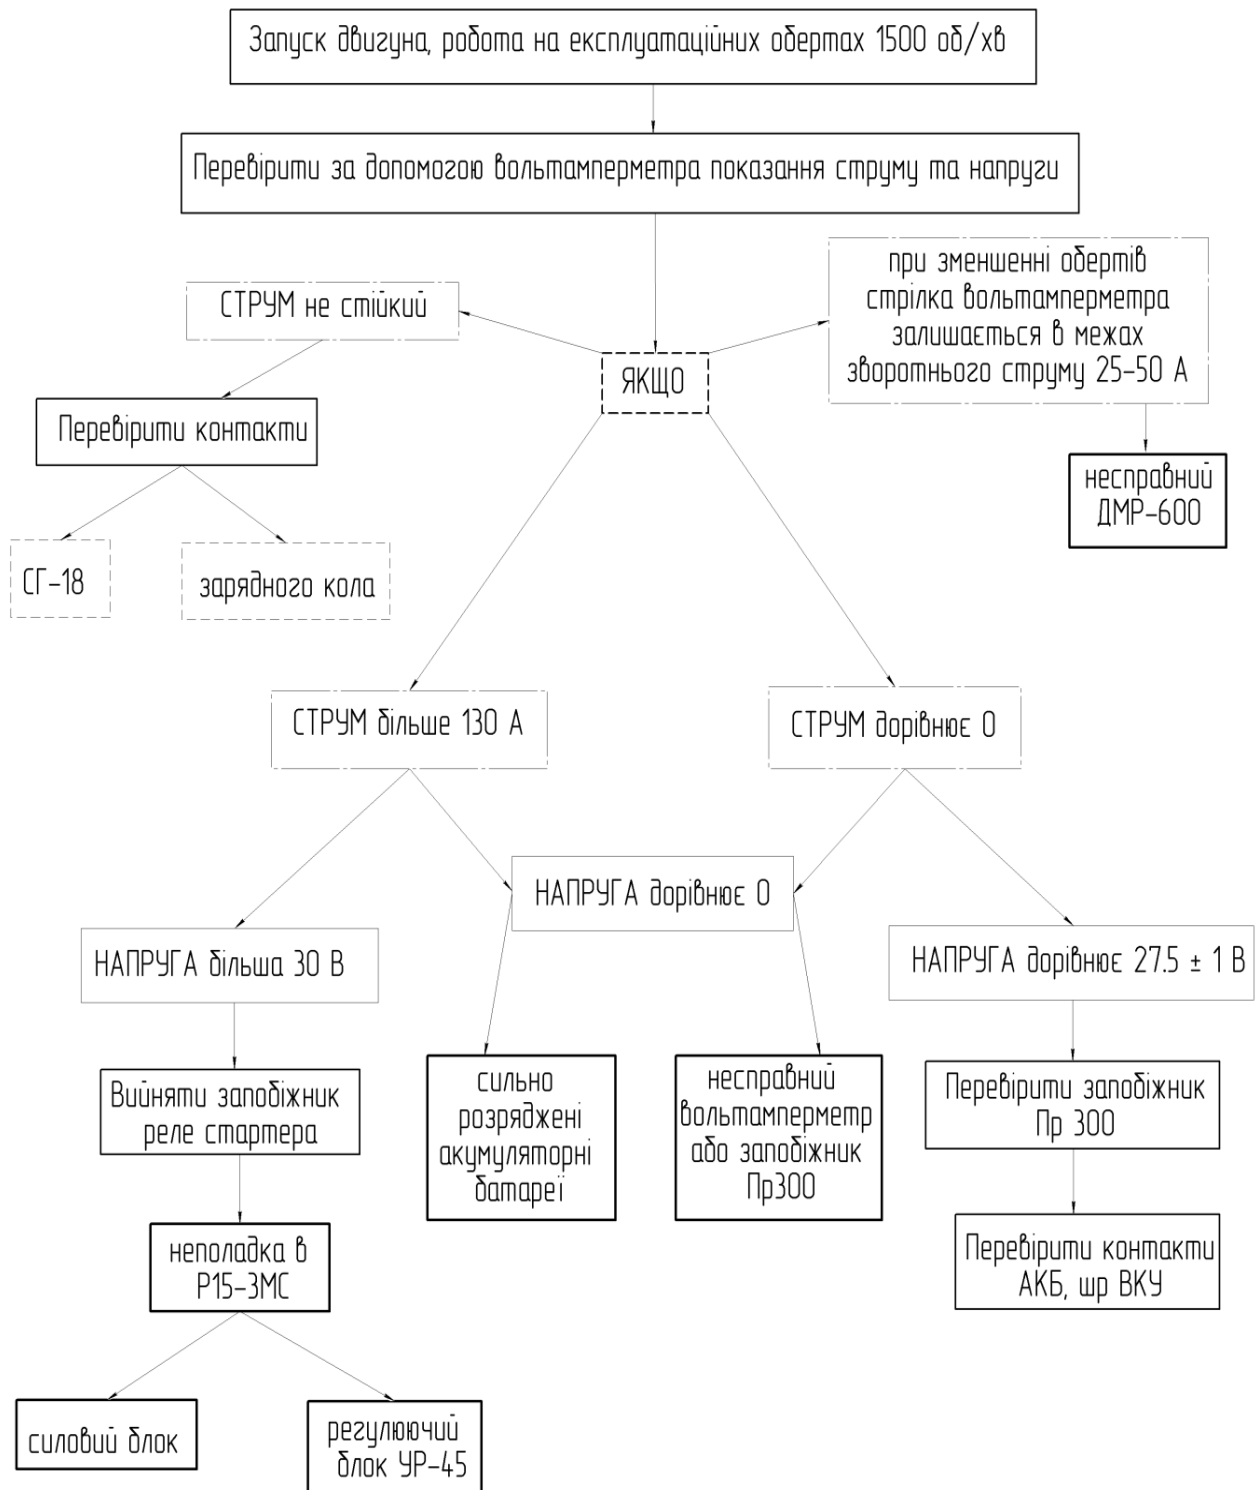 Запуск двигуна, робота на експлуатаційних обертах 1500 об/хв
Перевірити за допомогою вольтамперметра показання струму та напруги
СТРУМ не стійкий
при зменшенні обертів
стрілка вольтамперметра
залишається в межах
зворотнього струму 25-50 А
ЯКЩО
Перевірити контакти
несправний
ДМР-600
СГ-18
зарядного кола
СТРУМ більше 130 А
СТРУМ дорівнює 0
НАПРУГА дорівнює 0
НАПРУГА більша 30 В
НАПРУГА дорівнює 27.5 ± 1 В
Вийняти запобіжник
реле стартера
сильно
розряджені
акумуляторні
батареї
несправний
вольтамперметр
або запобіжник
Пр300
Перевірити запобіжник
Пр 300
неполадка в
Р15-3МС
Перевірити контакти
АКБ, шр ВКУ
силовий блок
регулюючий
блок УР-45